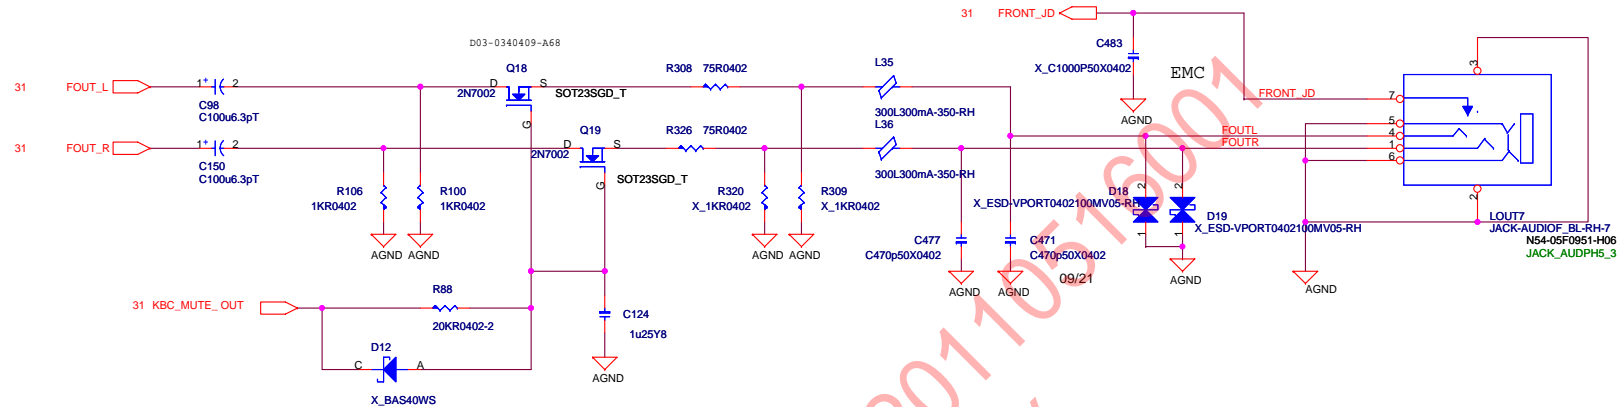 31 FRONT_JD
D03-0340409-A68
C483
X_C1000P50X0402
EMC
AGND
31 FOUT_L
1 + 2
C98
C100u6.3pT
D Q18 S
2N7002
SOT23SGD_T
G
R308 75R0402
L35
300L300mA-350-RH
31 FOUT_R
1 + 2
C150
C100u6.3pT
D Q19 S
2N7002
SOT23SGD_T
G
R326 75R0402
L36
300L300mA-350-RH
R106
1KR0402
R100
1KR0402
AGND AGND
R320
X_1KR0402
R309
X_1KR0402
AGND AGND
C477
C470p50X0402
C471
C470p50X0402
09/21
AGND AGND
FRONT_JD
FOUTL
FOUTR
2 2
D18
X_ESD-VPORT0402100MV05-RH
D19
X_ESD-VPORT0402100MV05-RH
1 1
AGND
3
7
5
4
1
6
2
LOUT7
JACK-AUDIOF_BL-RH-7
N54-05F0951-H06
JACK_AUDPH5_3
AGND
31 KBC_MUTE_OUT
R88
20KR0402-2
C124
1u25Y8
AGND
D12
C A
X_BAS40WS